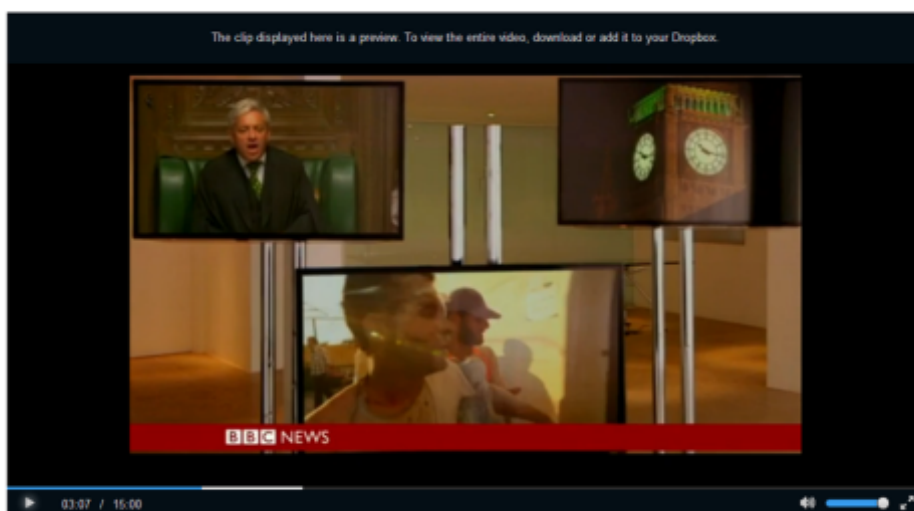 The clip displayed here is a preview. To view the entire video, download or add it to your Dropbox.
BBC NEWS
03:07 / 15:00